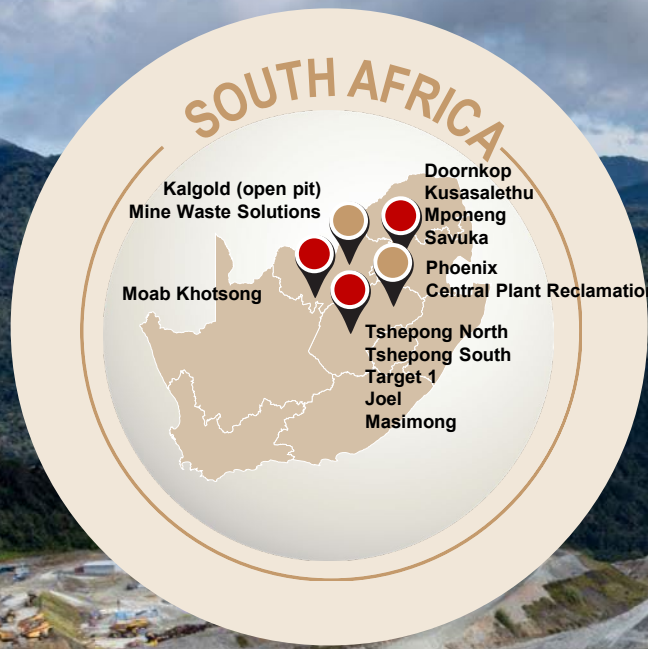 SOUTH AFRICA
Kalgold (open pit)
Mine Waste Solutions
Doornkop
Kusasalethu
Mponeng
Savuka
Moab Khotsong
Phoenix
Central Plant Reclamation
Tshepong North
Tshepong South
Target 1
Joel
Masimong